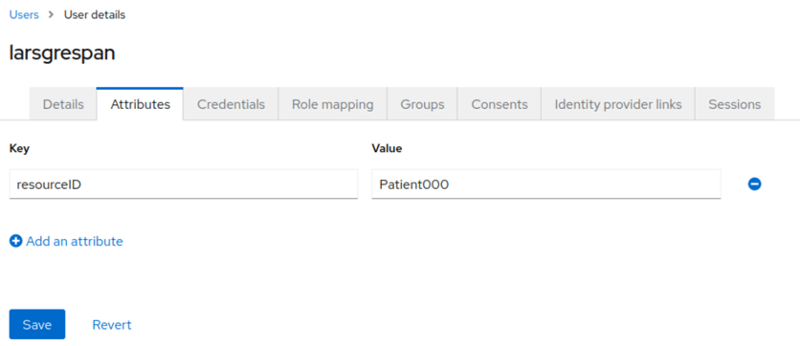 Users > User details
larsgrespan
Details Attributes Credentials Role mapping Groups Consents Identity provider links Sessions
Key Value
resourceID Patient000
Add an attribute
Save Revert